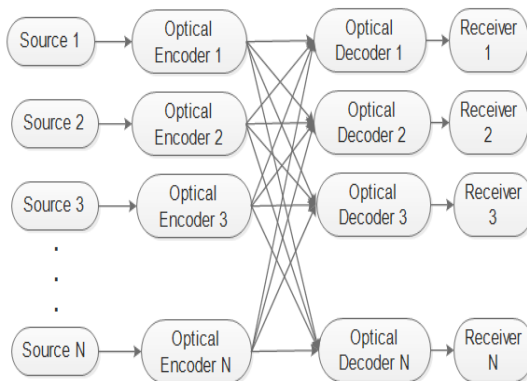 Source 1
Optical
Encoder 1
Optical
Decoder 1
Receiver
1
Source 2
Optical
Encoder 2
Optical
Decoder 2
Receiver
2
Source 3
Optical
Encoder 3
Optical
Decoder 3
Receiver
3
Source N
Optical
Encoder N
Optical
Decoder N
Receiver
N